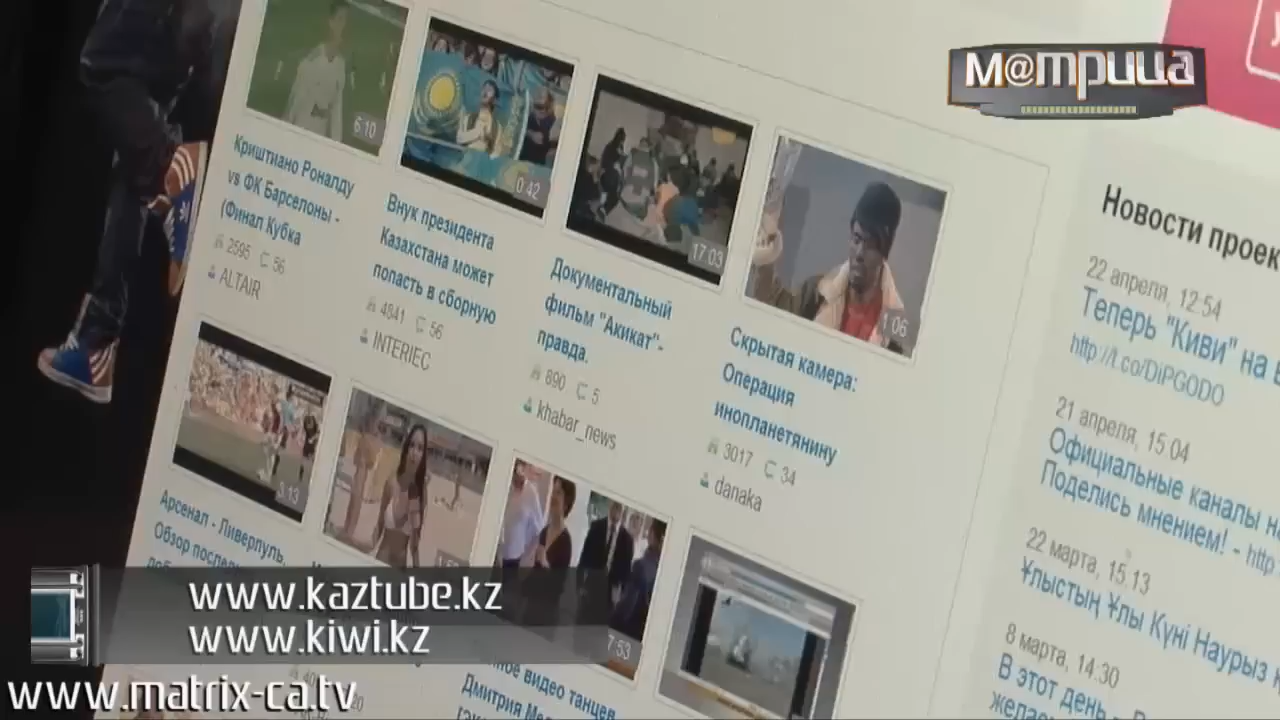 М@трица
6:10
Криштиано Роналду
vs ФК Барселоны -
(Финал Кубка
2595 56
ALTAIR
0:42
Внук президента
Казахстана может
попасть в сборную
4841 56
INTERIEC
17:03
Документальный
фильм "Акикат"-
правда.
890 5
khabar_news
1:06
Скрытая камера:
Операция
инопланетянину
3017 34
danaka
3:13
Арсенал - Ливерпуль.
Обзор
7:53
видео танцев
Дмитрия
Новости
22 апреля, 12:54
Теперь "Киви" на
http://t.co/DiPGODO
21 апреля, 15:04
Официальные каналы
Поделись мнением! - http
22 марта, 15:13
Ұлыстың Ұлы Күні Наурыз
8 марта, 14:30
В этот день -
www.kaztube.kz
www.kiwi.kz
www.matrix-ca.tv